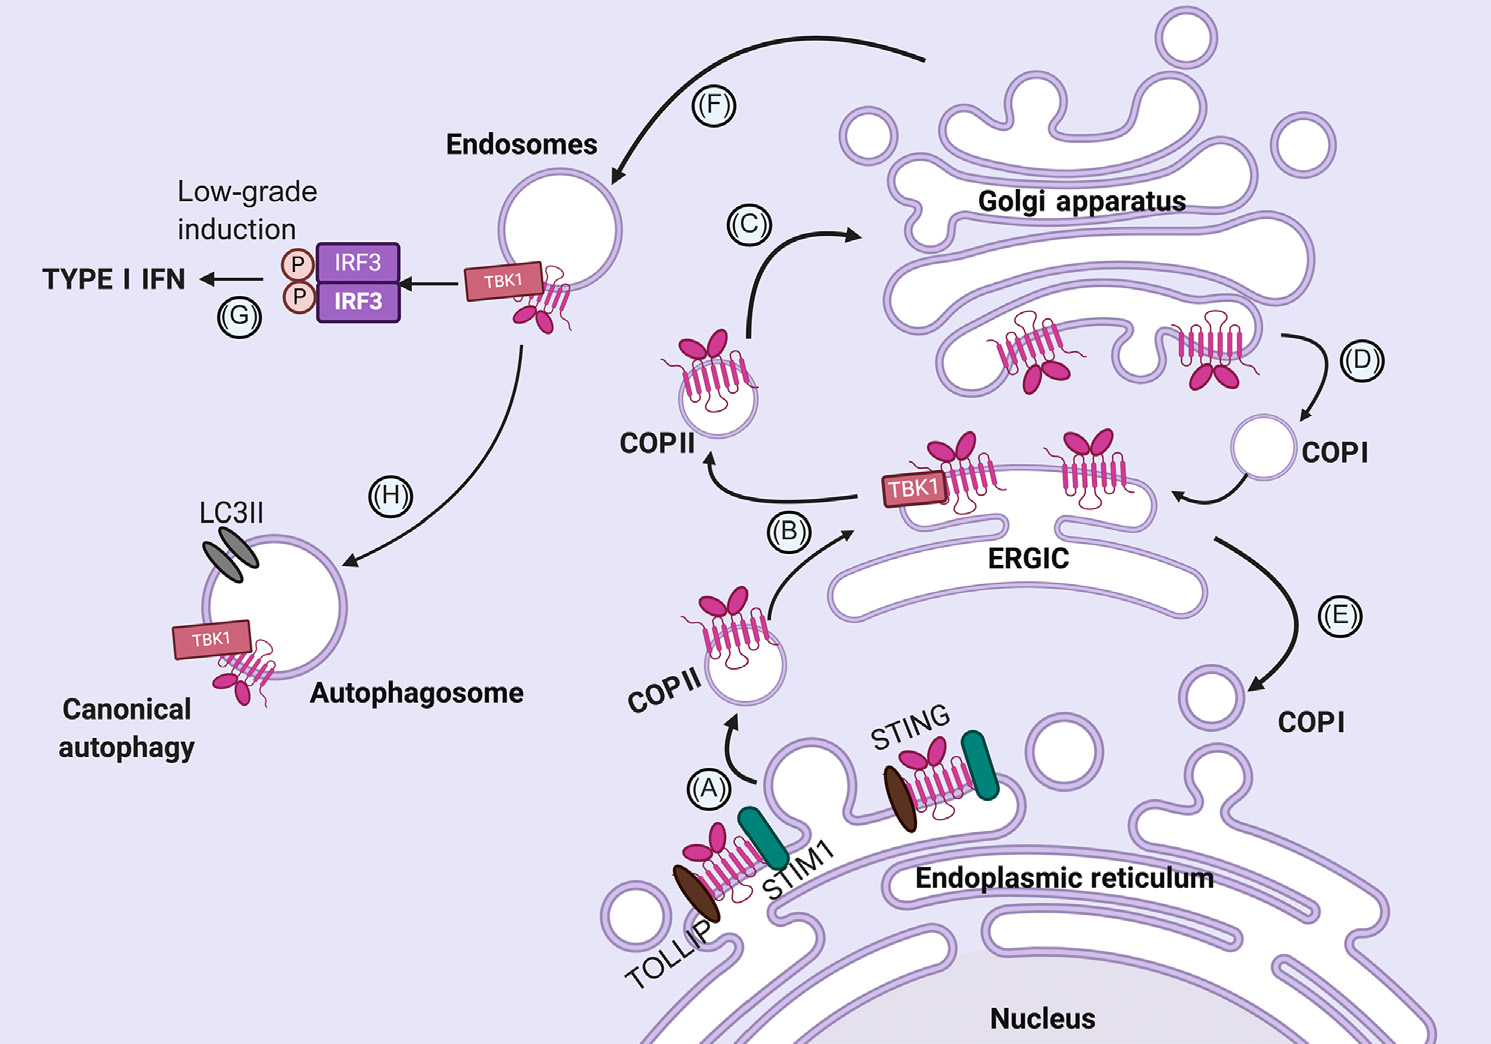 (F)
Endosomes
Low-grade
induction
Golgi apparatus
(C)
P
IRF3
TYPE I IFN
TBK1
P
IRF3
(G)
(D)
COPII
COPI
TBK1
(H)
LC3II
(B)
ERGIC
(E)
TBK1
COPII
Autophagosome
Canonical
autophagy
STING
COPI
(A)
STIM1
Endoplasmic reticulum
TOLLIP
Nucleus